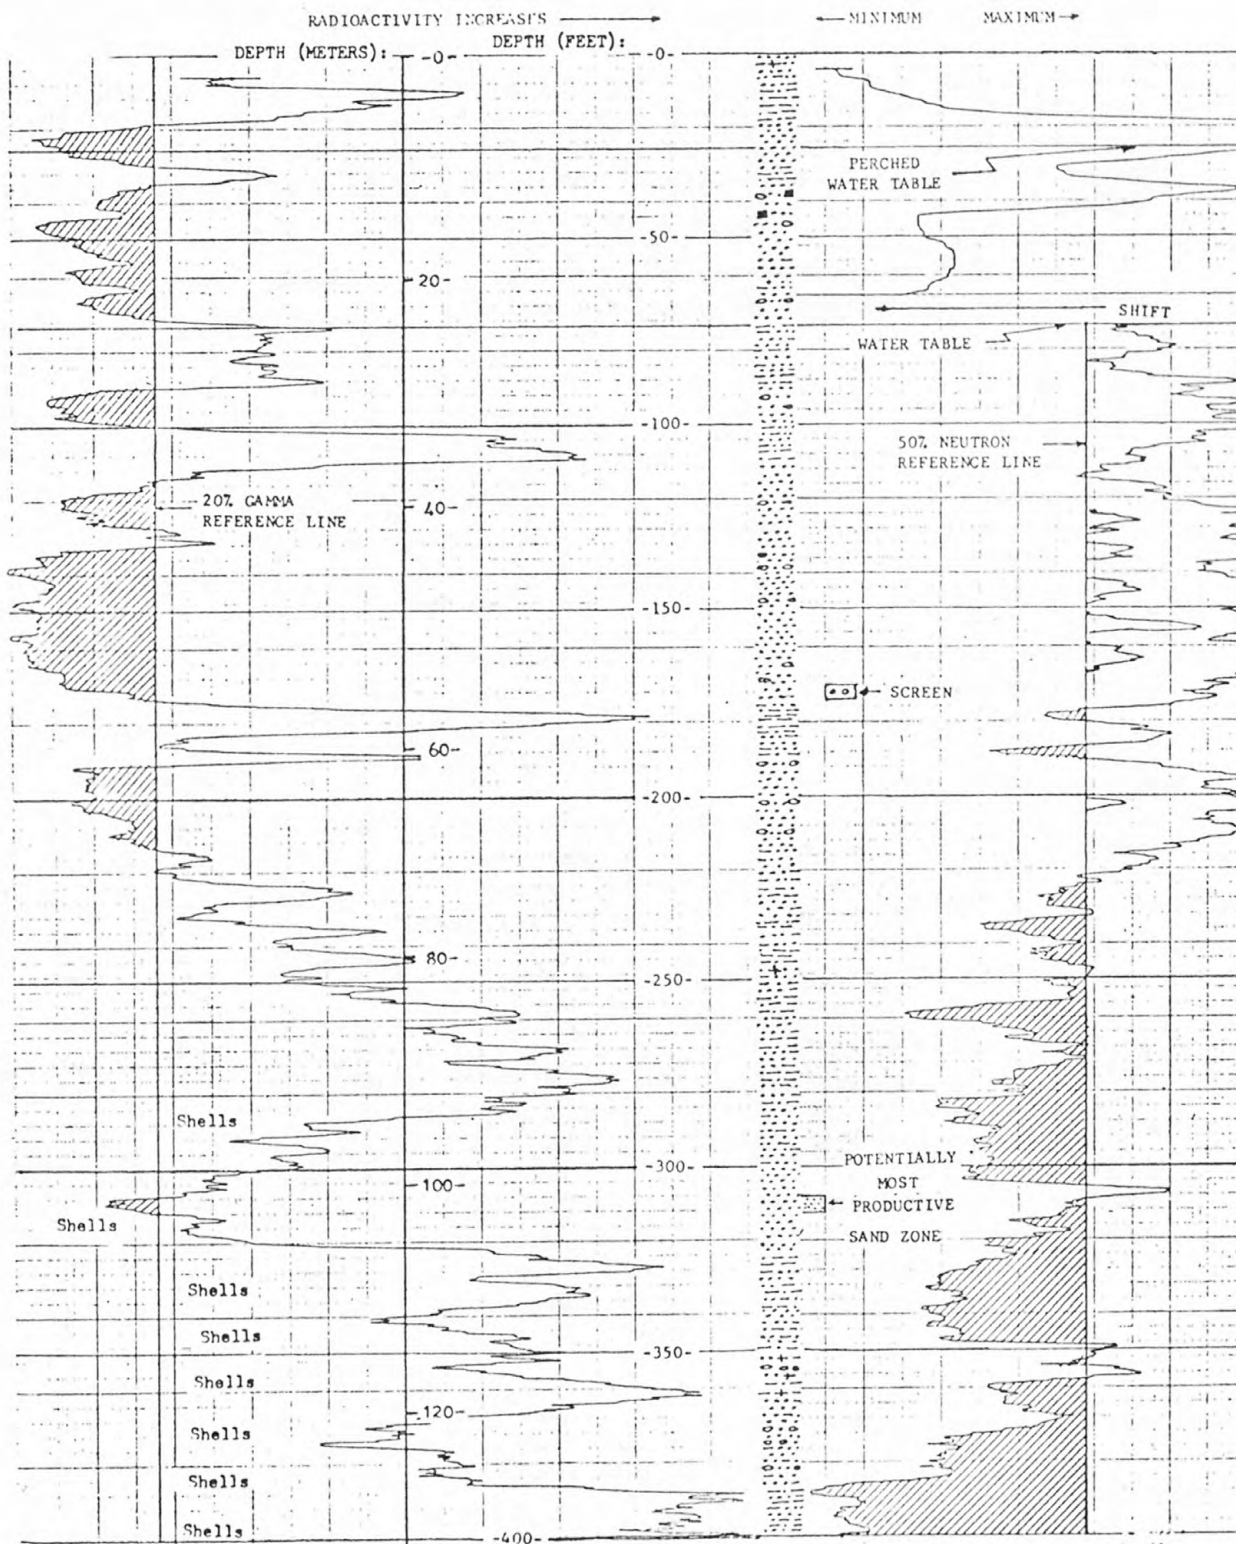 RADIOACTIVITY INCREASES
MINIMUM MAXIMUM
DEPTH (METERS): -0- DEPTH (FEET): -0-
PERCHED
WATER TABLE
-50-
20-
SHIFT
WATER TABLE
-100-
50% NEUTRON
REFERENCE LINE
20% GAMMA
REFERENCE LINE
40-
-150-
SCREEN
60-
-200-
80-
-250-
Shells
-300-
POTENTIALLY
MOST
PRODUCTIVE
SAND ZONE
100-
Shells
Shells
Shells
-350-
Shells
120-
Shells
Shells
Shells
-400-